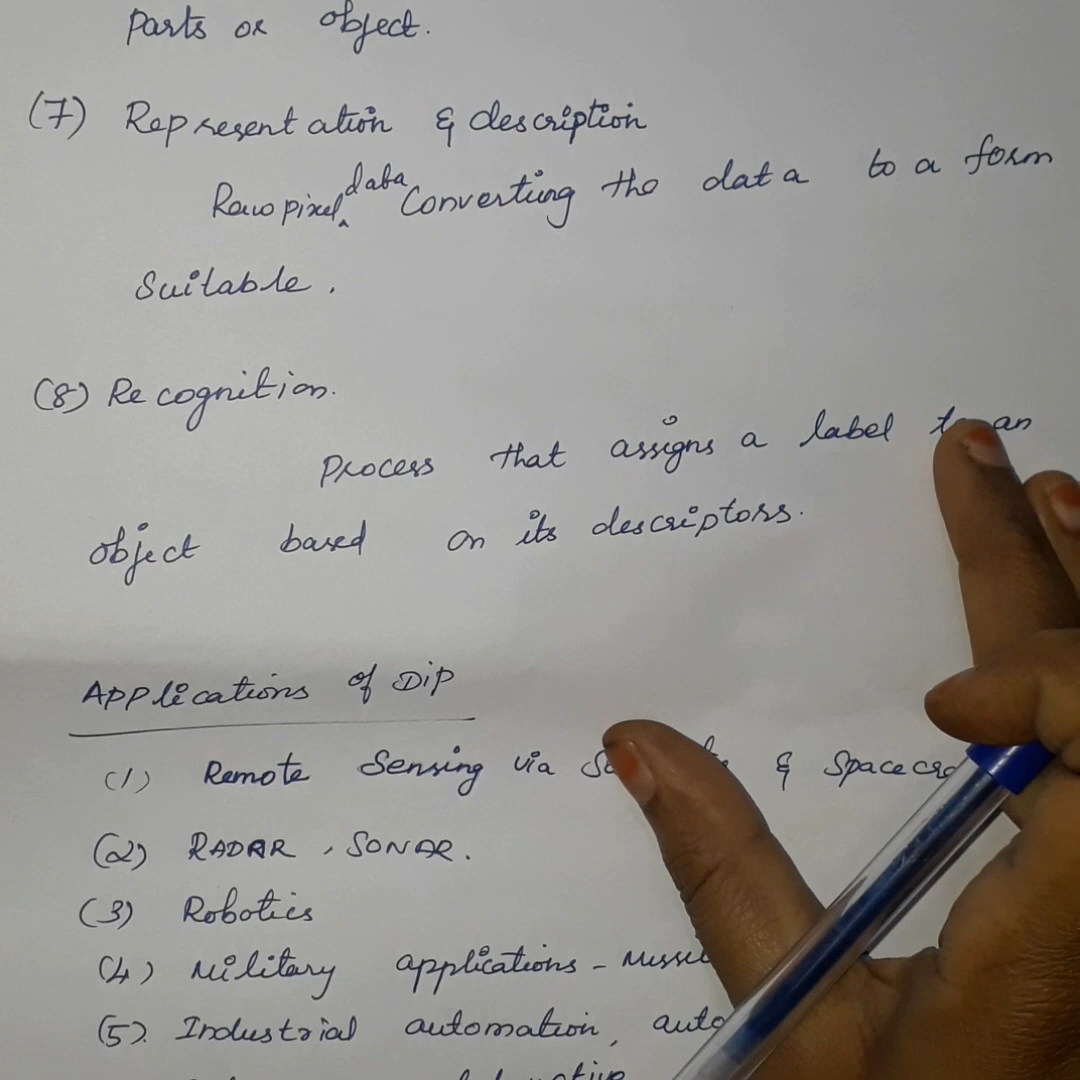 Parts or object.
(7) Representation & description
Raw pixel data Converting the data to a form
Suitable.
(8) Recognition.
Process that assigns a label an
object based on its descriptors.
Applications of DIP
(1) Remote Sensing via &
(2) RADAR, SONAR.
(3) Robotics
(4) Military applications -
(5). Industrial automation,